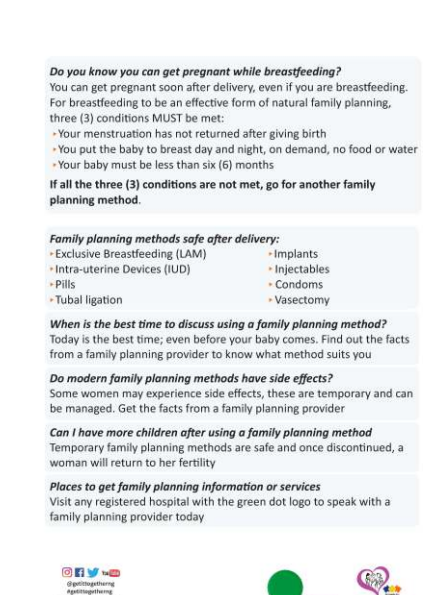 Do you know you can get pregnant while breastfeeding?
You can get pregnant soon after delivery, even if you are breastfeeding.
For breastfeeding to be an effective form of natural family planning,
three (3) conditions MUST be met:
▸Your menstruation has not returned after giving birth
▸You put the baby to breast day and night, on demand, no food or water
▸Your baby must be less than six (6) months
If all the three (3) conditions are not met, go for another family
planning method.
Family planning methods safe after delivery:
▸Exclusive Breastfeeding (LAM)
▸Intra-uterine Devices (IUD)
▸Pills
▸Tubal ligation
▸Implants
▸Injectables
▸Condoms
▸Vasectomy
When is the best time to discuss using a family planning method?
Today is the best time; even before your baby comes. Find out the facts
from a family planning provider to know what method suits you
Do modern family planning methods have side effects?
Some women may experience side effects, these are temporary and can
be managed. Get the facts from a family planning provider
Can I have more children after using a family planning method
Temporary family planning methods are safe and once discontinued, a
woman will return to her fertility
Places to get family planning information or services
Visit any registered hospital with the green dot logo to speak with a
family planning provider today
@getittogetherng
#getittogetherng